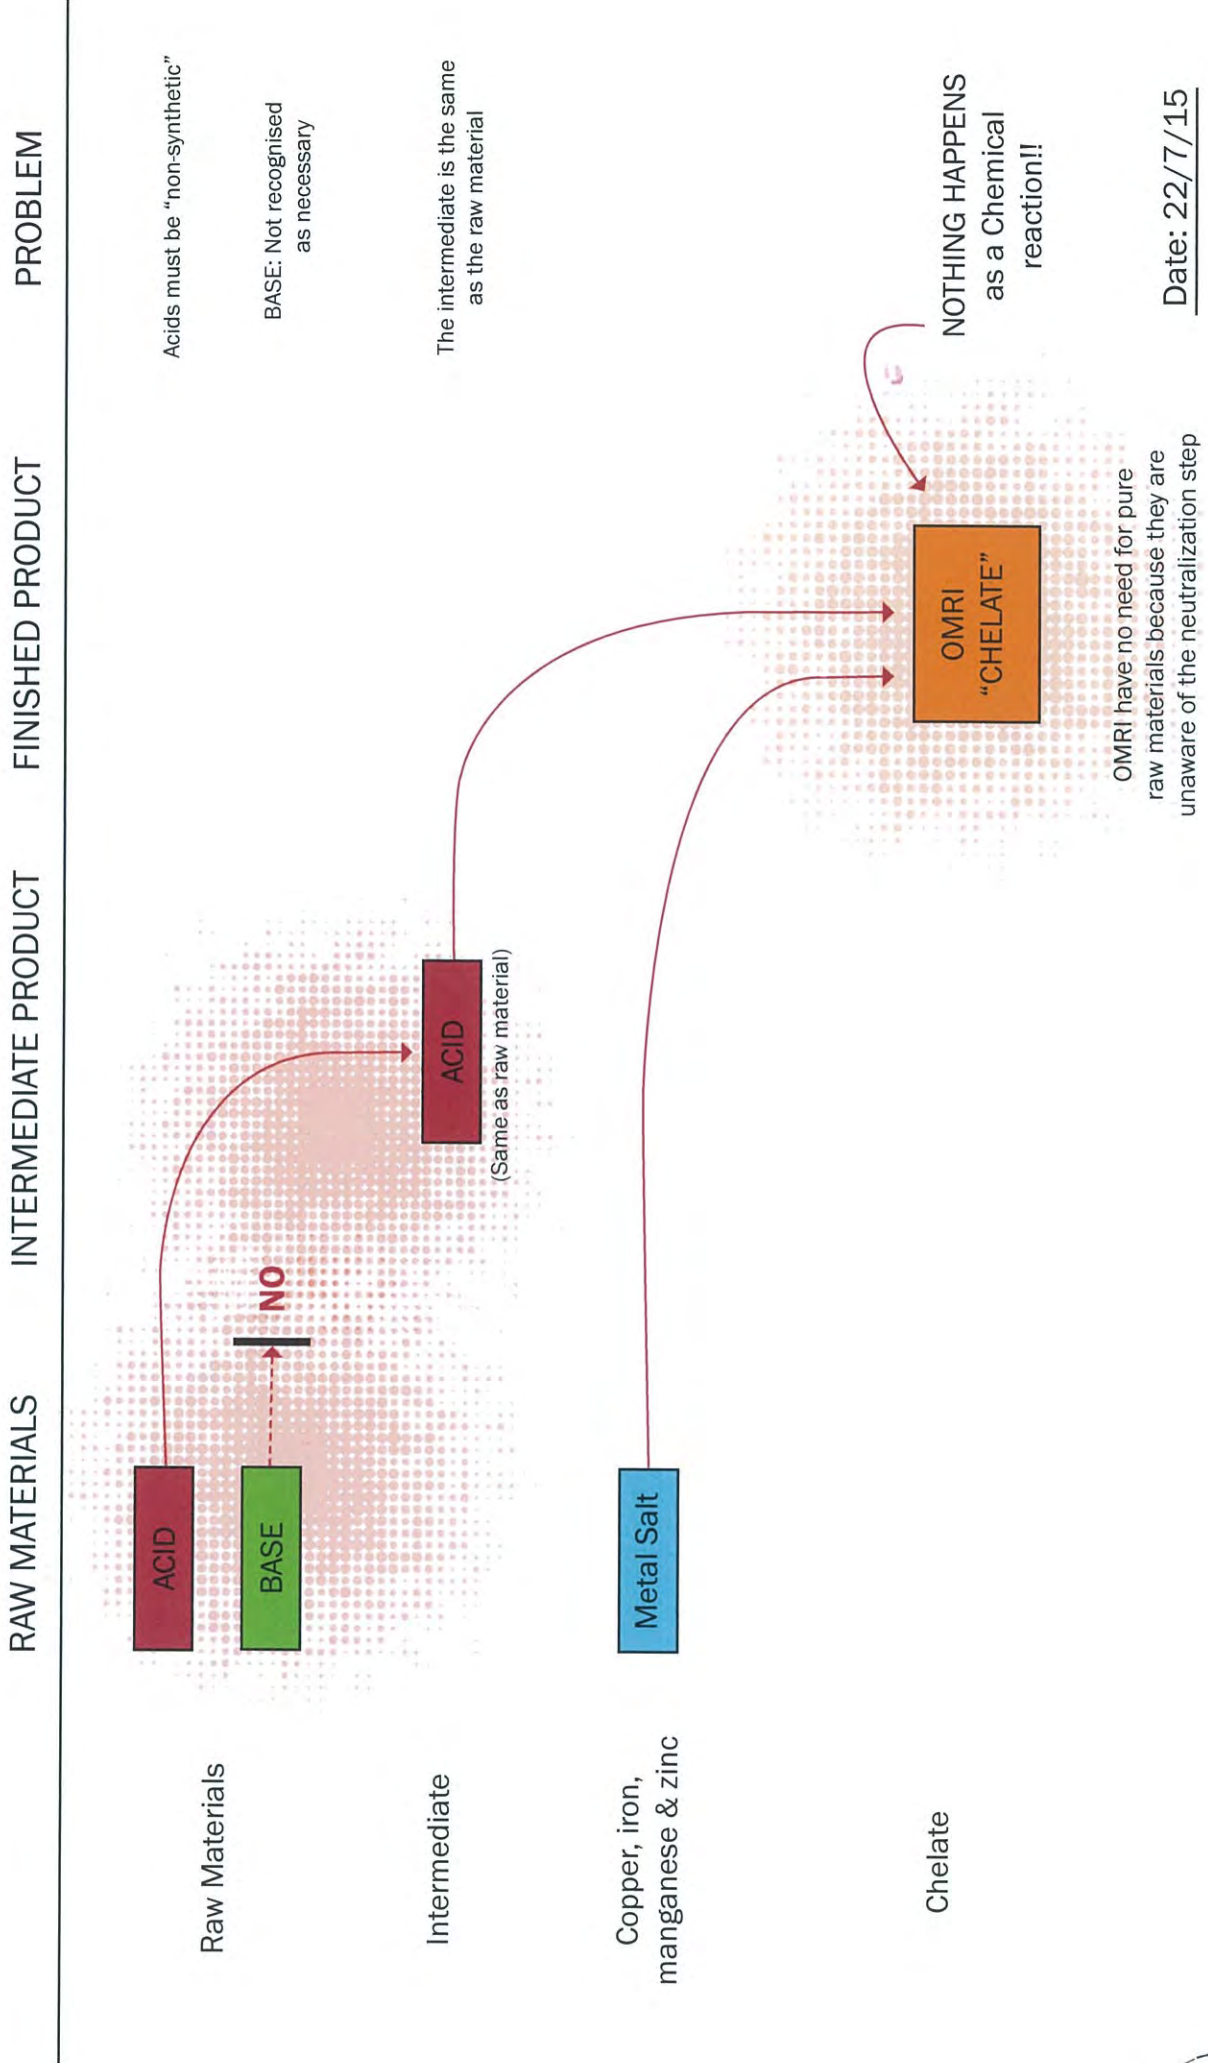 RAW MATERIALS
INTERMEDIATE PRODUCT
FINISHED PRODUCT
PROBLEM
Raw Materials
ACID
Acids must be “non-synthetic”
BASE
NO
BASE: Not recognised
as necessary
Intermediate
ACID
(Same as raw material)
The intermediate is the same
as the raw material
Copper, iron,
manganese & zinc
Metal Salt
Chelate
OMRI
“CHELATE”
NOTHING HAPPENS
as a Chemical
reaction!!
OMRI have no need for pure
raw materials because they are
unaware of the neutralization step
Date: 22/7/15